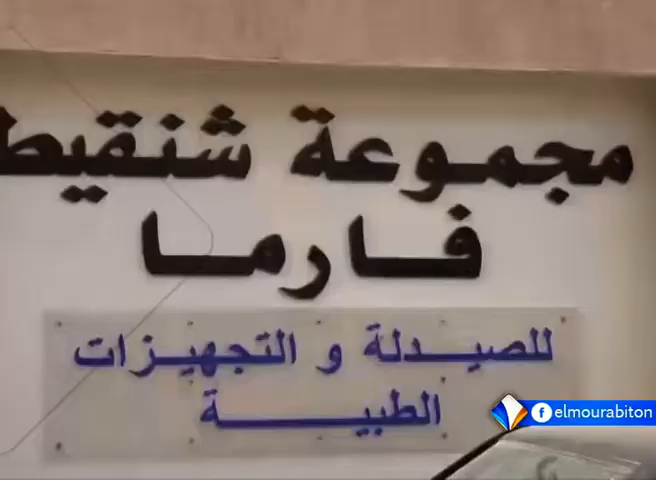 مجموعة شنقيط
فارما
للصيدلة و التجهيزات
الطبية
elmourabiton